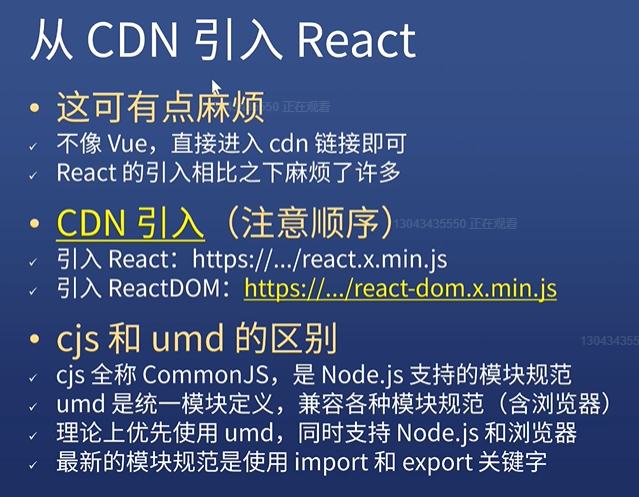 从 CDN 引入 React
• 这可有点麻烦
13043435550 正在观看
✓ 不像 Vue，直接进入 cdn 链接即可
✓ React 的引入相比之下麻烦了许多
• CDN 引入（注意顺序）
13043435550 正在观看
✓ 引入 React：https://.../react.x.min.js
✓ 引入 ReactDOM：https://.../react-dom.x.min.js
• cjs 和 umd 的区别
130434355
✓ cjs 全称 CommonJS，是 Node.js 支持的模块规范
✓ umd 是统一模块定义，兼容各种模块规范（含浏览器）
✓ 理论上优先使用 umd，同时支持 Node.js 和浏览器
✓ 最新的模块规范是使用 import 和 export 关键字